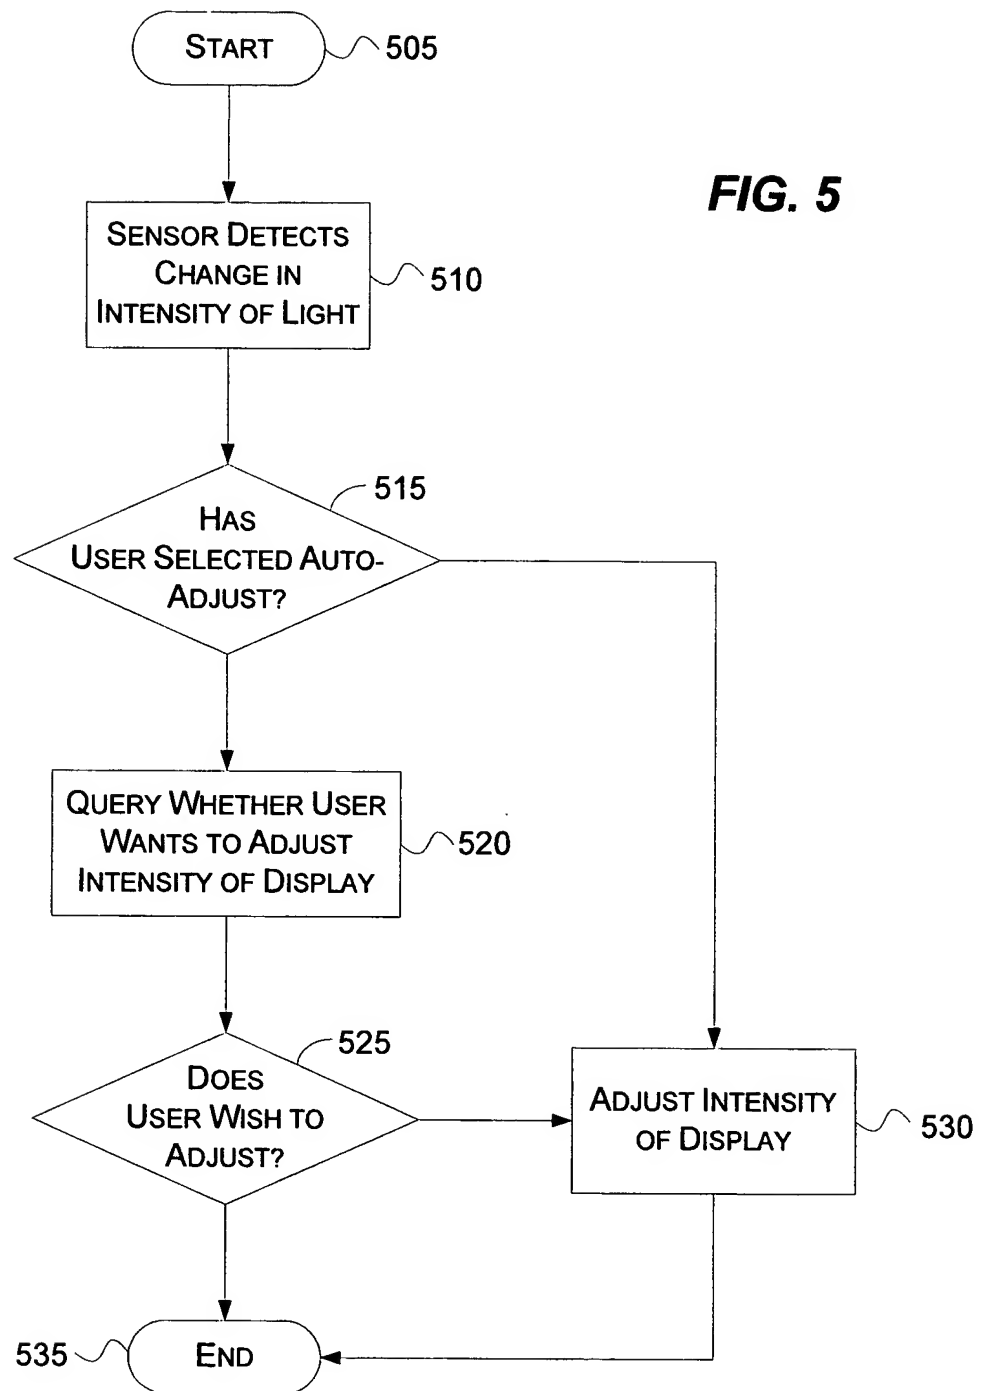 START
505
FIG. 5
SENSOR DETECTS
CHANGE IN
INTENSITY OF LIGHT
510
515
HAS
USER SELECTED AUTO-
ADJUST?
QUERY WHETHER USER
WANTS TO ADJUST
INTENSITY OF DISPLAY
520
525
DOES
USER WISH TO
ADJUST?
ADJUST INTENSITY
OF DISPLAY
530
535
END